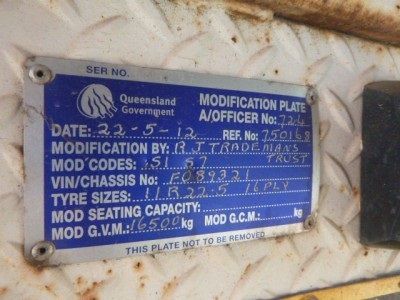 SER NO.
Queensland Government
MODIFICATION PLATE
A/OFFICER No: 724
DATE: 22-5-12 REF. No: 750168
MODIFICATION BY: R.J TRADEMANS TRUST
MOD'CODES: S1 S7
VIN/CHASSIS No: F089321
TYRE SIZES: 11R22.5 16PLY
MOD SEATING CAPACITY:
MOD G.V.M: 16500 kg MOD G.C.M: kg
THIS PLATE NOT TO BE REMOVED